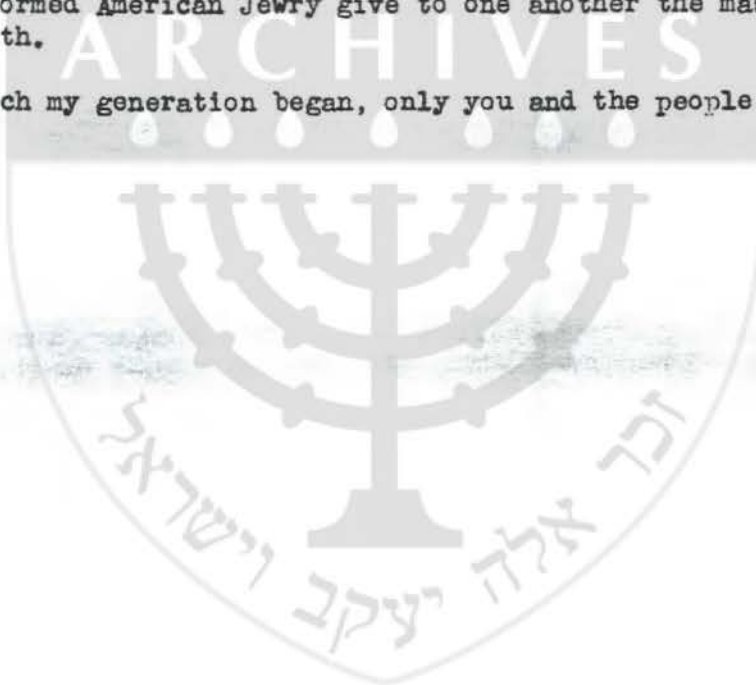 ormed American Jewry give to one another the
th.
ARCHIVES
ch my generation began, only you and the people
זכר אלה יעקב וישראל